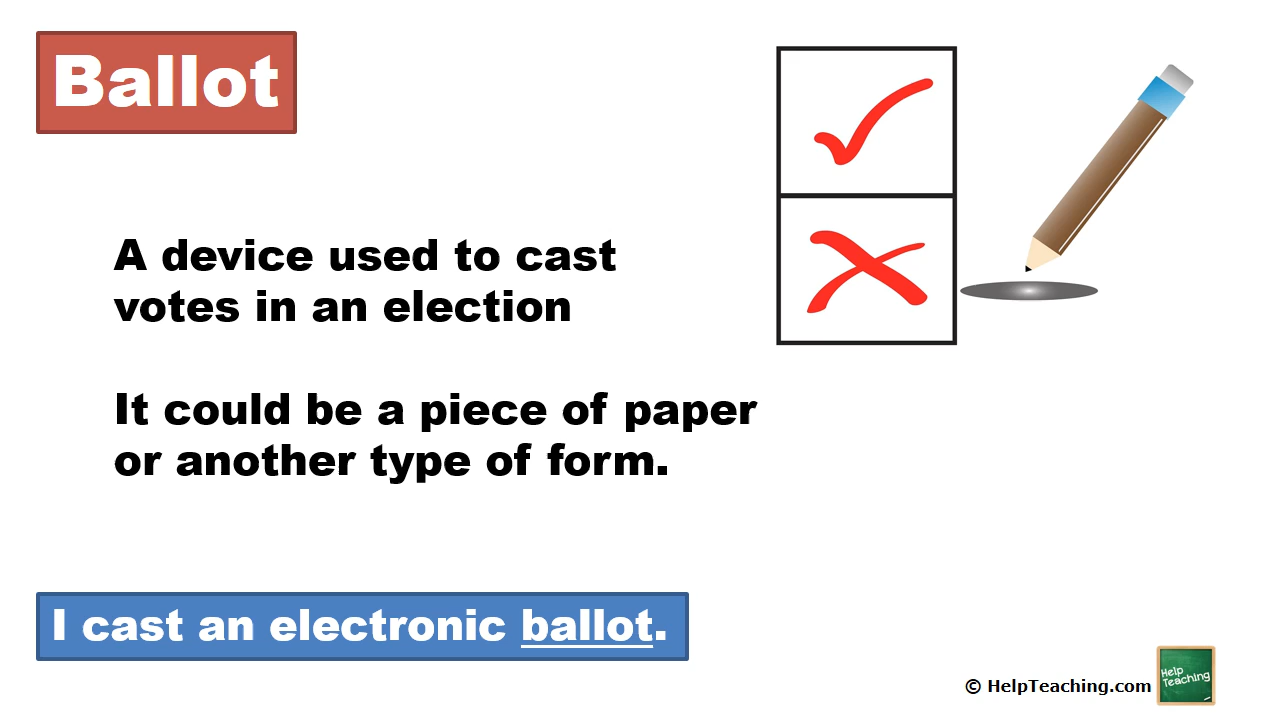 Ballot
A device used to cast
votes in an election
It could be a piece of paper
or another type of form.
I cast an electronic ballot.
© HelpTeaching.com
Help
Teaching